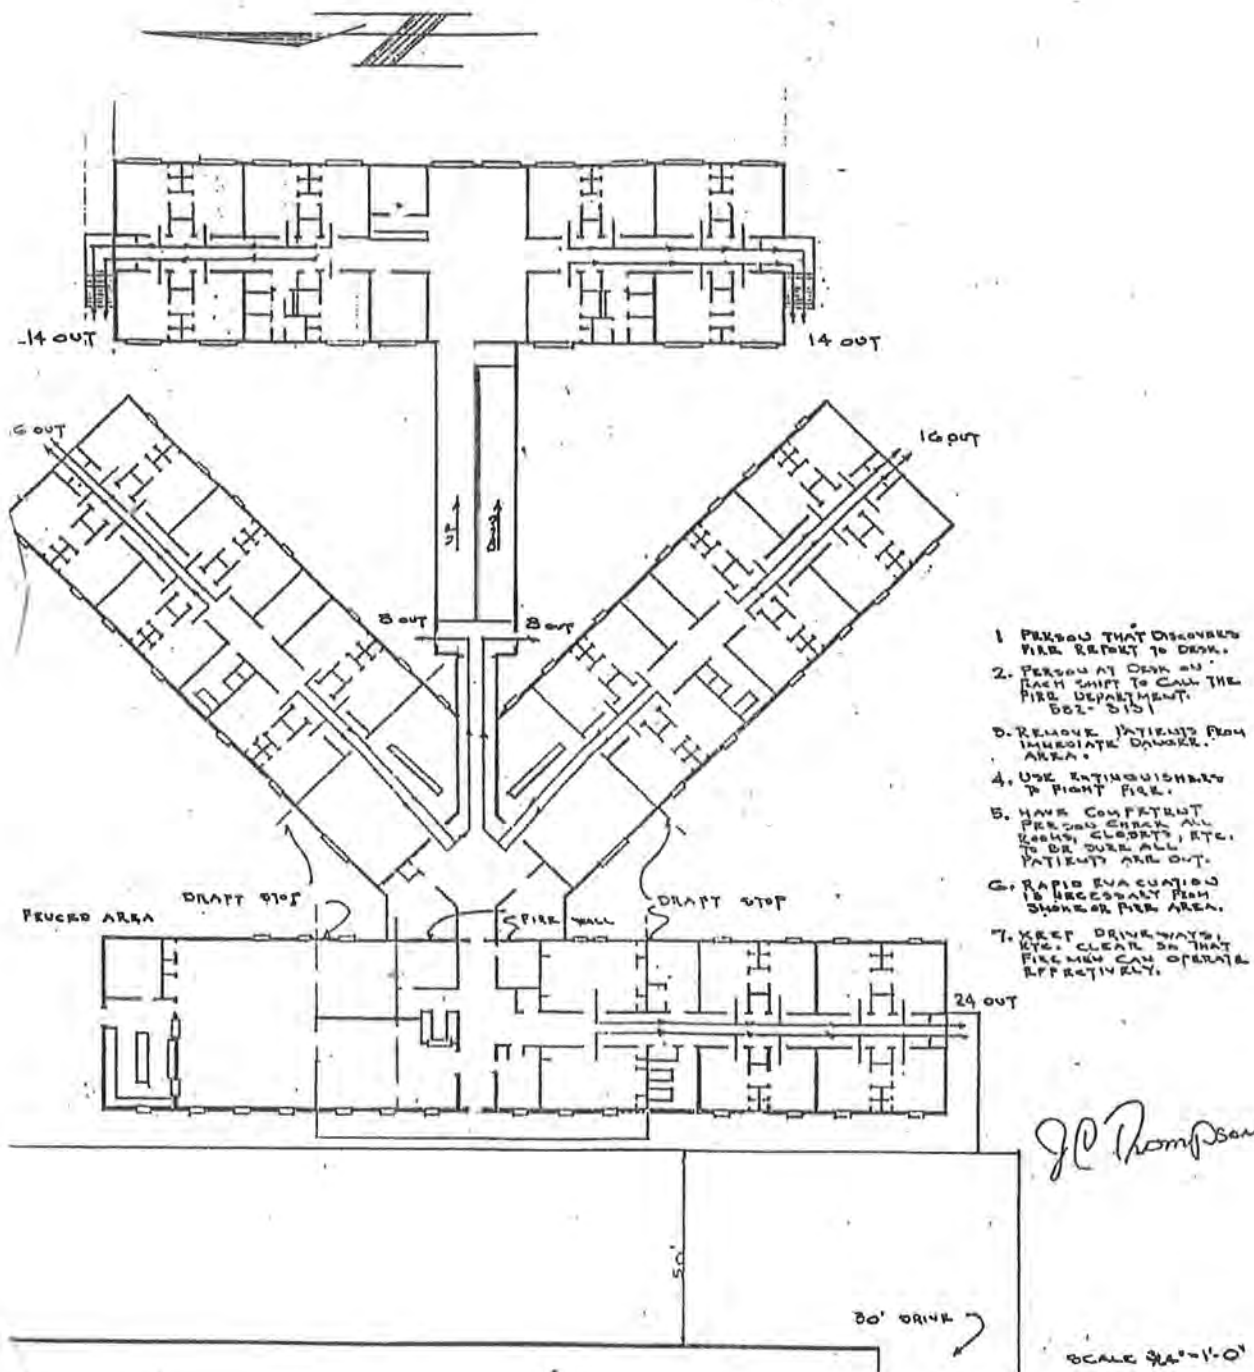 14 OUT
14 OUT
6 OUT
16 OUT
UP
8 OUT
8 OUT
1 PERSON THAT DISCOVERS
FIRE REPORT TO DESK.
2. PERSON AT DESK ON
EACH SHIFT TO CALL THE
FIRE DEPARTMENT.
3. REMOVE PATIENTS FROM
IMMEDIATE DANGER.
AREA.
4. USE EXTINGUISHERS
TO FIGHT FIRE.
5. HAVE COMPETENT
PERSON CHECK ALL
ROOMS, CLOSETS, ETC.
TO BE SURE ALL
PATIENTS ARE OUT.
6. RAPID EVACUATION
IS NECESSARY FROM
SMOKE OR FIRE AREA.
7. KEEP DRIVEWAYS,
ETC. CLEAR SO THAT
FIREMEN CAN OPERATE
EFFECTIVELY.
DRAFT STOP
DRAFT STOP
FENCED AREA
FIRE WALL
24 OUT
JC Thompson
50'
30' DRIVE
SCALE